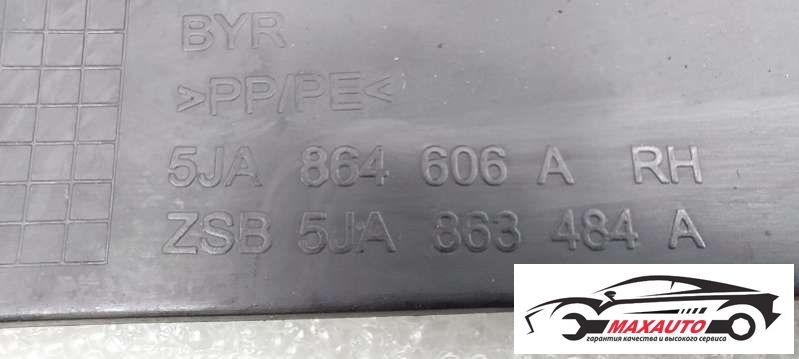 BYR
>PP/PE<
5JA 864 606 A RH
ZSB 5JA 863 484 A
MAXAUTO
гарантия качества и высокого сервиса